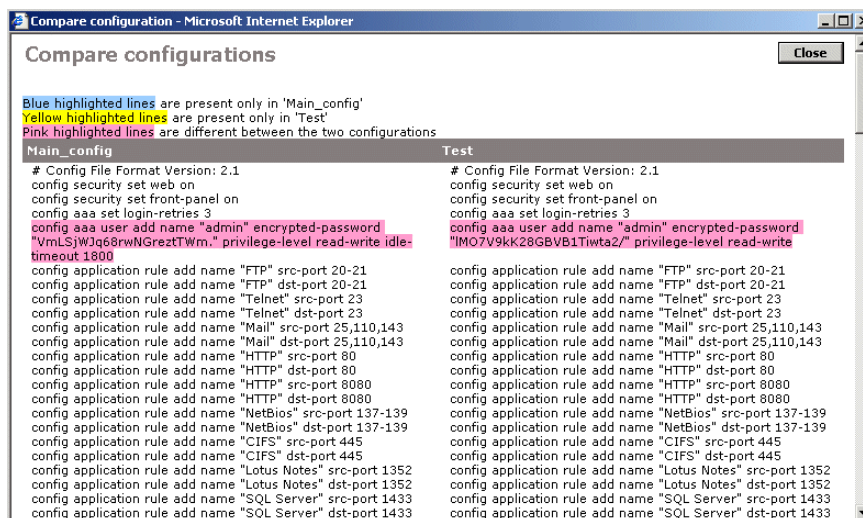 Compare configuration - Microsoft Internet Explorer
Compare configurations
Close
Blue highlighted lines are present only in 'Main_config'
Yellow highlighted lines are present only in 'Test'
Pink highlighted lines are different between the two configurations
Main_config
Test
# Config File Format Version: 2.1
config security set web on
config security set front-panel on
config aaa set login-retries 3
config aaa user add name "admin" encrypted-password
"VmLSjWJq68rwNGreztTWm." privilege-level read-write idle-
timeout 1800
config application rule add name "FTP" src-port 20-21
config application rule add name "FTP" dst-port 20-21
config application rule add name "Telnet" src-port 23
config application rule add name "Telnet" dst-port 23
config application rule add name "Mail" src-port 25,110,143
config application rule add name "Mail" dst-port 25,110,143
config application rule add name "HTTP" src-port 80
config application rule add name "HTTP" dst-port 80
config application rule add name "HTTP" src-port 8080
config application rule add name "HTTP" dst-port 8080
config application rule add name "NetBios" src-port 137-139
config application rule add name "NetBios" dst-port 137-139
config application rule add name "CIFS" src-port 445
config application rule add name "CIFS" dst-port 445
config application rule add name "Lotus Notes" src-port 1352
config application rule add name "Lotus Notes" dst-port 1352
config application rule add name "SQL Server" src-port 1433
config application rule add name "SQL Server" dst-port 1433
# Config File Format Version: 2.1
config security set web on
config security set front-panel on
config aaa set login-retries 3
config aaa user add name "admin" encrypted-password
"lMO7V9kK28GBVB1Tiwta2/" privilege-level read-write
config application rule add name "FTP" src-port 20-21
config application rule add name "FTP" dst-port 20-21
config application rule add name "Telnet" src-port 23
config application rule add name "Telnet" dst-port 23
config application rule add name "Mail" src-port 25,110,143
config application rule add name "Mail" dst-port 25,110,143
config application rule add name "HTTP" src-port 80
config application rule add name "HTTP" dst-port 80
config application rule add name "HTTP" src-port 8080
config application rule add name "HTTP" dst-port 8080
config application rule add name "NetBios" src-port 137-139
config application rule add name "NetBios" dst-port 137-139
config application rule add name "CIFS" src-port 445
config application rule add name "CIFS" dst-port 445
config application rule add name "Lotus Notes" src-port 1352
config application rule add name "Lotus Notes" dst-port 1352
config application rule add name "SQL Server" src-port 1433
config application rule add name "SQL Server" dst-port 1433